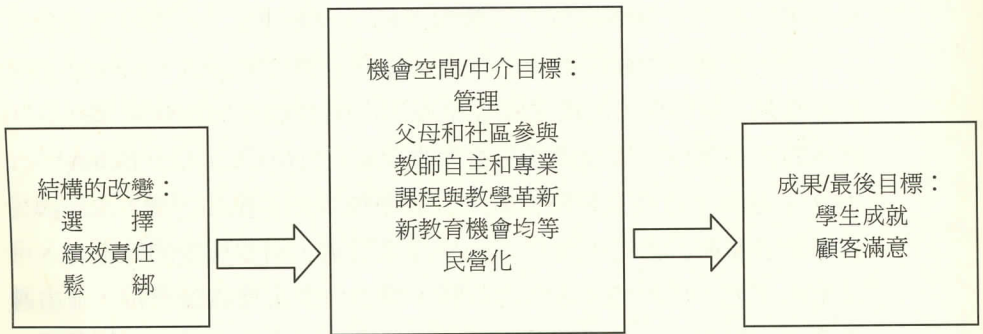 結構的改變：
選　　擇
績效責任
鬆　　綁
機會空間/中介目標：
管理
父母和社區參與
教師自主和專業
課程與教學革新
新教育機會均等
民營化
成果/最後目標：
學生成就
顧客滿意